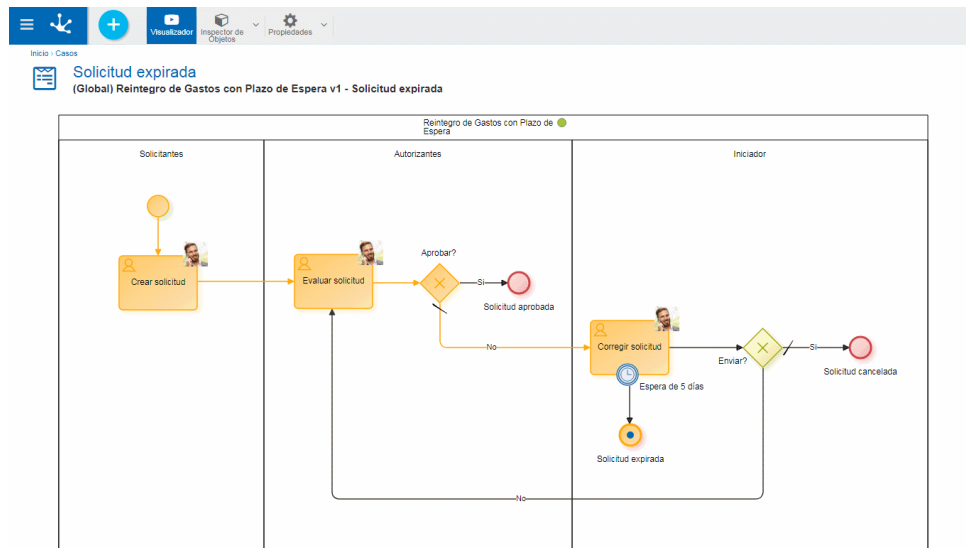 Visualizador
Inspector de
Objetos
Propiedades
Inicio › Casos
Solicitud expirada
(Global) Reintegro de Gastos con Plazo de Espera v1 - Solicitud expirada
Reintegro de Gastos con Plazo de
Espera
Solicitantes
Autorizantes
Iniciador
Crear solicitud
Evaluar solicitud
Aprobar?
Si
Solicitud aprobada
No
Corregir solicitud
Enviar?
Si
Solicitud cancelada
Espera de 5 días
Solicitud expirada
No